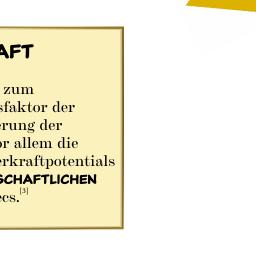 AFT
zum
sfaktor der
erung der
or allem die
erkraftpotentials
SCHAFTLICHEN
ecs.[3]